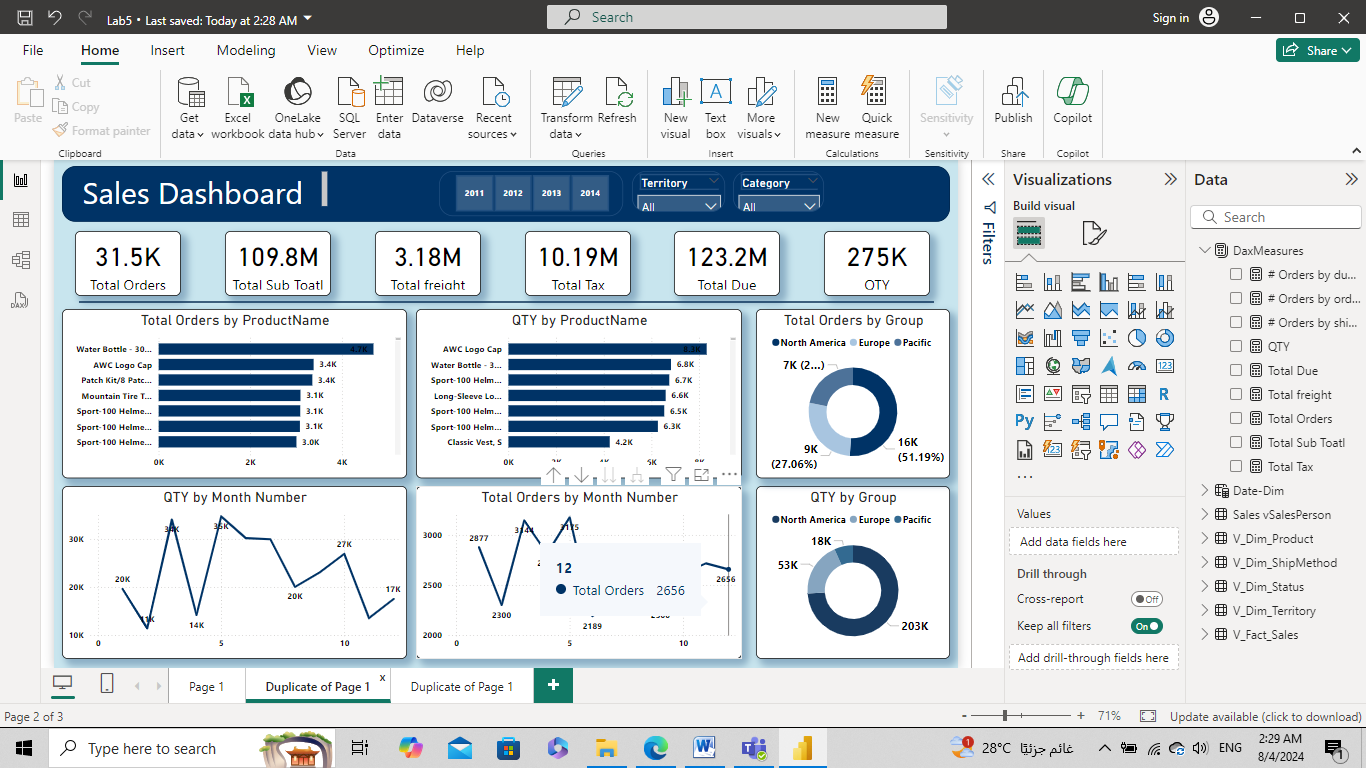 Lab5 • Last saved: Today at 2:28 AM
Search
Sign in
File Home Insert Modeling View Optimize Help
Share
Paste
Cut
Copy
Format painter
Clipboard
Get data
Excel workbook
OneLake data hub
SQL Server
Enter data
Dataverse
Recent sources
Data
Transform data
Refresh
Queries
New visual
Text box
More visuals
Insert
New measure
Quick measure
Calculations
Sensitivity
Sensitivity
Publish
Share
Copilot
Copilot
Sales Dashboard
2011 2012 2013 2014
Territory
All
Category
All
31.5K
Total Orders
109.8M
Total Sub Toatl
3.18M
Total freight
10.19M
Total Tax
123.2M
Total Due
275K
QTY
Total Orders by ProductName
Water Bottle - 30... 4.7K
AWC Logo Cap 3.4K
Patch Kit/8 Patc... 3.4K
Mountain Tire T... 3.1K
Sport-100 Helme... 3.1K
Sport-100 Helme... 3.1K
Sport-100 Helme... 3.0K
0K 2K 4K
QTY by ProductName
AWC Logo Cap 8.3K
Water Bottle - 3... 6.8K
Sport-100 Helm... 6.7K
Long-Sleeve Lo... 6.6K
Sport-100 Helm... 6.5K
Sport-100 Helm... 6.3K
Classic Vest, S 4.2K
Total Orders by Group
North America Europe Pacific
7K (2...)
9K
(27.06%)
16K
(51.19%)
QTY by Month Number
30K
20K
10K
20K
11K
34K
14K
35K
20K
27K
17K
0 5 10
Total Orders by Month Number
3000
2500
2000
2877
2300
3144
3175
2189
2656
0 5 10
12
Total Orders 2656
QTY by Group
North America Europe Pacific
18K
53K
203K
Filters
Visualizations
Build visual
Values
Add data fields here
Drill through
Cross-report
Off
Keep all filters
On
Add drill-through fields here
Data
Search
DaxMeasures
# Orders by du...
# Orders by ord...
# Orders by shi...
QTY
Total Due
Total freight
Total Orders
Total Sub Toatl
Total Tax
Date-Dim
Sales vSalesPerson
V_Dim_Product
V_Dim_ShipMethod
V_Dim_Status
V_Dim_Territory
V_Fact_Sales
Page 1
Duplicate of Page 1
x
Duplicate of Page 1
+
Page 2 of 3
- + 71%
Update available (click to download)
Type here to search
1
28°C غائم جزئيًا
ENG
2:29 AM
8/4/2024
1